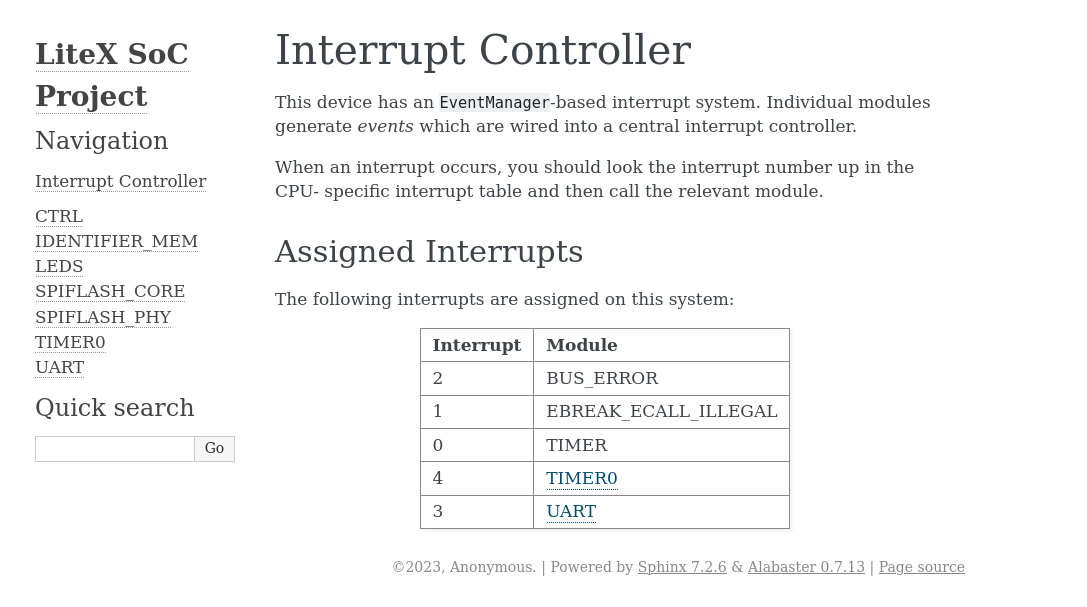 LiteX SoC
Project
Navigation
Interrupt Controller
CTRL
IDENTIFIER_MEM
LEDS
SPIFLASH_CORE
SPIFLASH_PHY
TIMER0
UART
Quick search
Go
Interrupt Controller
This device has an EventManager-based interrupt system. Individual modules
generate events which are wired into a central interrupt controller.
When an interrupt occurs, you should look the interrupt number up in the
CPU- specific interrupt table and then call the relevant module.
Assigned Interrupts
The following interrupts are assigned on this system:
Interrupt Module
2 BUS_ERROR
1 EBREAK_ECALL_ILLEGAL
0 TIMER
4 TIMER0
3 UART
©2023, Anonymous. | Powered by Sphinx 7.2.6 & Alabaster 0.7.13 | Page source